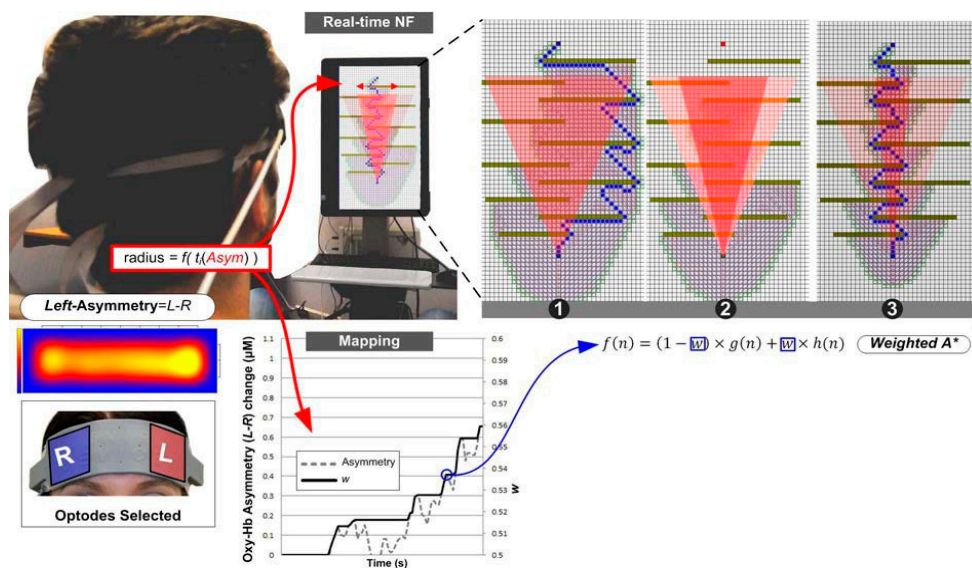 Real-time NF
radius = f( tᵢ(Asym) )
Left-Asymmetry=L-R
R
L
Optodes Selected
1
2
3
Mapping
f(n) = (1 − w) × g(n) + w × h(n)
Weighted A*
Oxy-Hb Asymmetry (L-R) change (µM)
1
0.9
0.8
0.7
0.6
0.5
0.4
0.3
0.2
0.1
0
Asymmetry
w
0.6
0.59
0.58
0.57
0.56
0.55
0.54
0.53
0.52
0.51
0.5
w
Time (s)